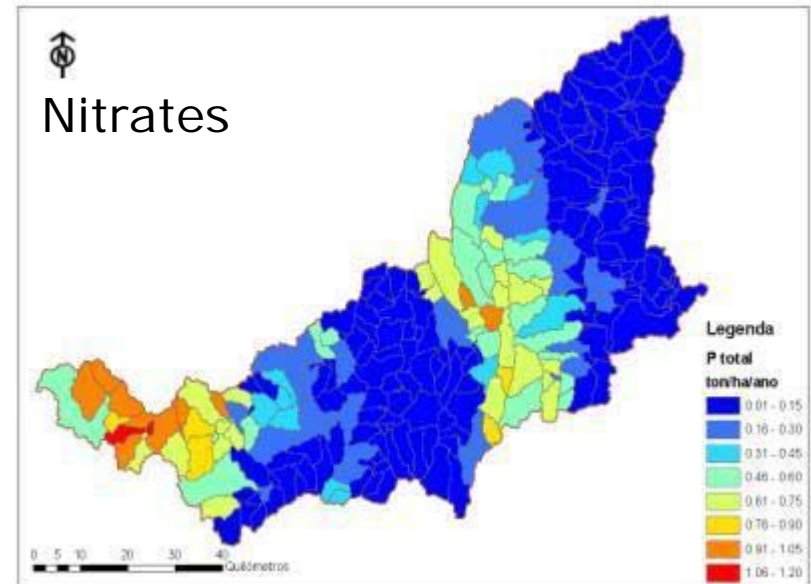 N
Nitrates
Legenda
P total
ton/ha/ano
0.01 - 0.15
0.16 - 0.30
0.31 - 0.45
0.46 - 0.60
0.61 - 0.75
0.76 - 0.90
0.91 - 1.05
1.06 - 1.20
0 5 10 20 30 40
Quilómetros